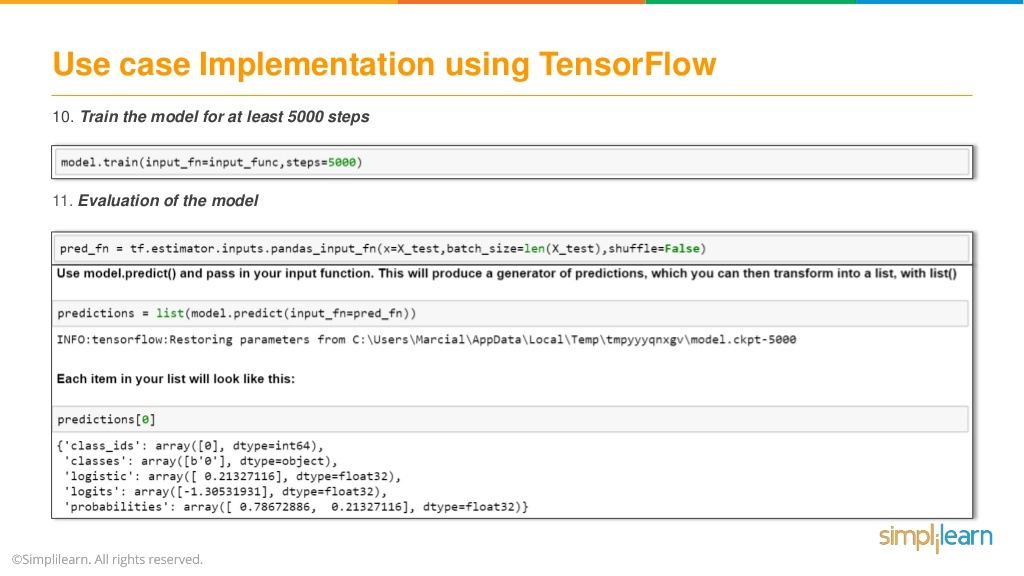 Use case Implementation using TensorFlow
10. Train the model for at least 5000 steps
model.train(input_fn=input_func,steps=5000)
11. Evaluation of the model
pred_fn = tf.estimator.inputs.pandas_input_fn(x=X_test,batch_size=len(X_test),shuffle=False)
Use model.predict() and pass in your input function. This will produce a generator of predictions, which you can then transform into a list, with list()
predictions = list(model.predict(input_fn=pred_fn))
INFO:tensorflow:Restoring parameters from C:\Users\Marcial\AppData\Local\Temp\tmpyyyqnxgv\model.ckpt-5000
Each item in your list will look like this:
predictions[0]
{'class_ids': array([0], dtype=int64),
 'classes': array([b'0'], dtype=object),
 'logistic': array([ 0.21327116], dtype=float32),
 'logits': array([-1.30531931], dtype=float32),
 'probabilities': array([ 0.78672886,  0.21327116], dtype=float32)}
simplilearn
©Simplilearn. All rights reserved.